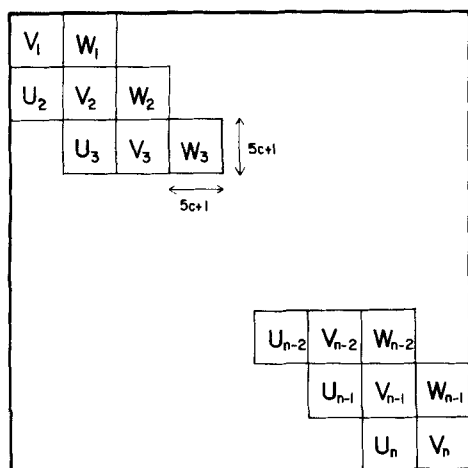 V₁ W₁
U₂ V₂ W₂
U₃ V₃ W₃ 5c+1
5c+1
Uₙ₋₂ Vₙ₋₂ Wₙ₋₂
Uₙ₋₁ Vₙ₋₁ Wₙ₋₁
Uₙ Vₙ